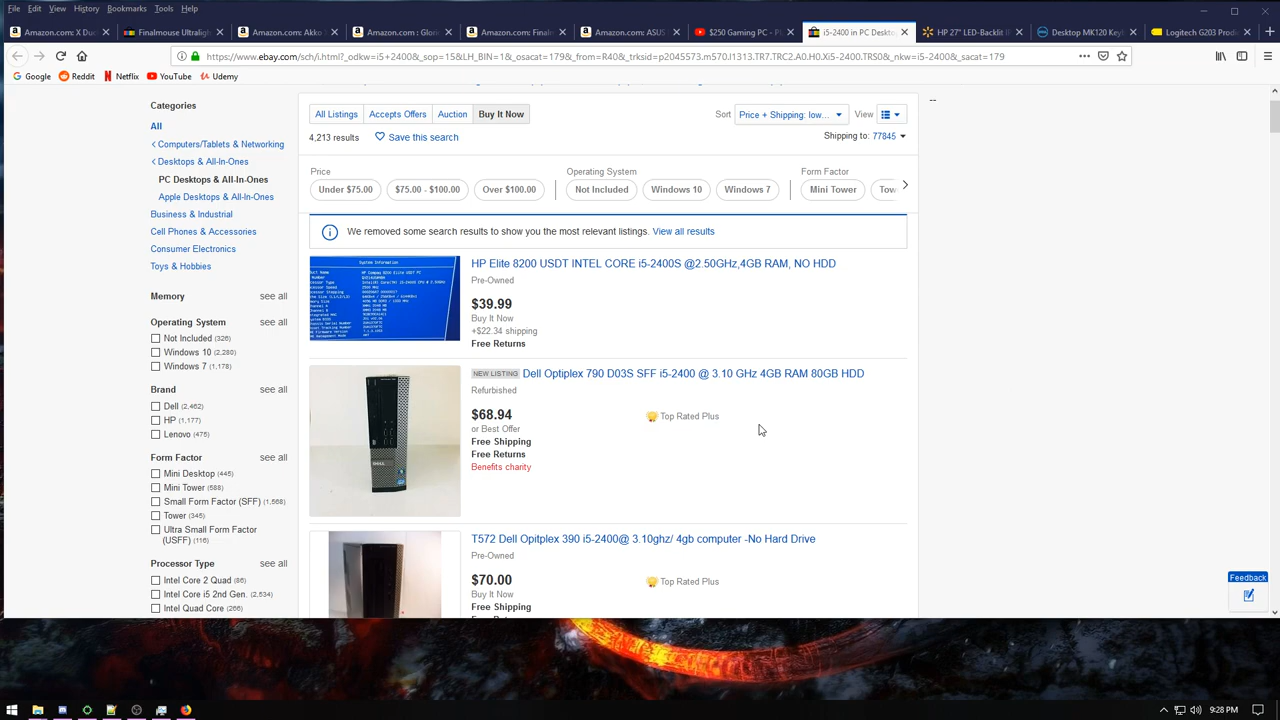 File Edit View History Bookmarks Tools Help
Amazon.com: X Duc
Finalmouse Ultraligh
Amazon.com: Akko
Amazon.com : Glori
Amazon.com : Final
Amazon.com: ASUS
$250 Gaming PC - P
i5-2400 in PC Deskto
HP 27" LED-Backlit I
Desktop MK120 Key
Logitech G203 Prod
https://www.ebay.com/sch/i.html?_odkw=i5+2400&_sop=15&LH_BIN=1&_osacat=179&_from=R40&_trksid=p2045573.m570.l1313.TR7.TRC2.A0.H0.Xi5-2400.TRS0&_nkw=i5-2400&_sacat=179
Google Reddit Netflix YouTube Udemy
Categories
All
Computers/Tablets & Networking
Desktops & All-In-Ones
PC Desktops & All-In-Ones
Apple Desktops & All-In-Ones
Business & Industrial
Cell Phones & Accessories
Consumer Electronics
Toys & Hobbies
Memory see all
Operating System see all
Not Included (326)
Windows 10 (2,280)
Windows 7 (1,178)
Brand see all
Dell (2,462)
HP (1,177)
Lenovo (475)
Form Factor see all
Mini Desktop (445)
Mini Tower (588)
Small Form Factor (SFF) (1,568)
Tower (345)
Ultra Small Form Factor
(USFF) (116)
Processor Type see all
Intel Core 2 Quad (86)
Intel Core i5 2nd Gen. (2,534)
Intel Quad Core (266)
All Listings Accepts Offers Auction Buy It Now
Sort Price + Shipping: low... View
4,213 results Save this search
Shipping to: 77845
Price Operating System Form Factor
Under $75.00 $75.00 - $100.00 Over $100.00 Not Included Windows 10 Windows 7 Mini Tower Tow
We removed some search results to show you the most relevant listings. View all results
System Information
HP Elite 8200 USDT INTEL CORE i5-2400S @2.50GHz,4GB RAM, NO HDD
Pre-Owned
$39.99
Buy It Now
+$22.34 shipping
Free Returns
NEW LISTING Dell Optiplex 790 D03S SFF i5-2400 @ 3.10 GHz 4GB RAM 80GB HDD
Refurbished
$68.94 Top Rated Plus
or Best Offer
Free Shipping
Free Returns
Benefits charity
T572 Dell Opitplex 390 i5-2400@ 3.10ghz/ 4gb computer -No Hard Drive
Pre-Owned
$70.00 Top Rated Plus
Buy It Now
Free Shipping
--
Feedback
9:28 PM